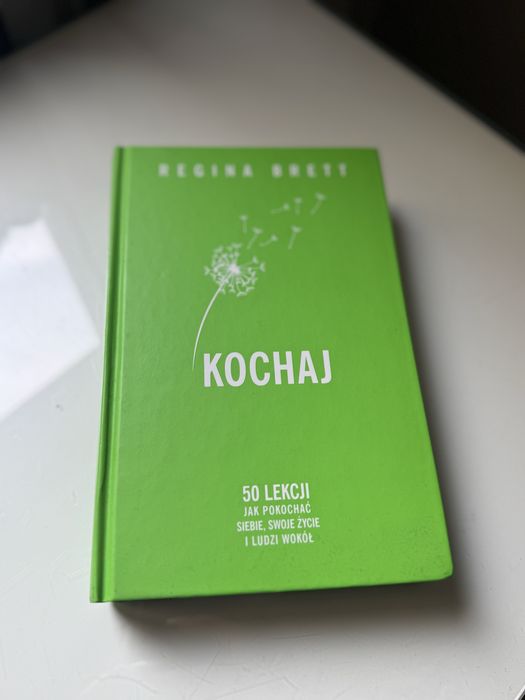 REGINA BRETT
KOCHAJ
50 LEKCJI
JAK POKOCHAĆ
SIEBIE, SWOJE ŻYCIE
I LUDZI WOKÓŁ